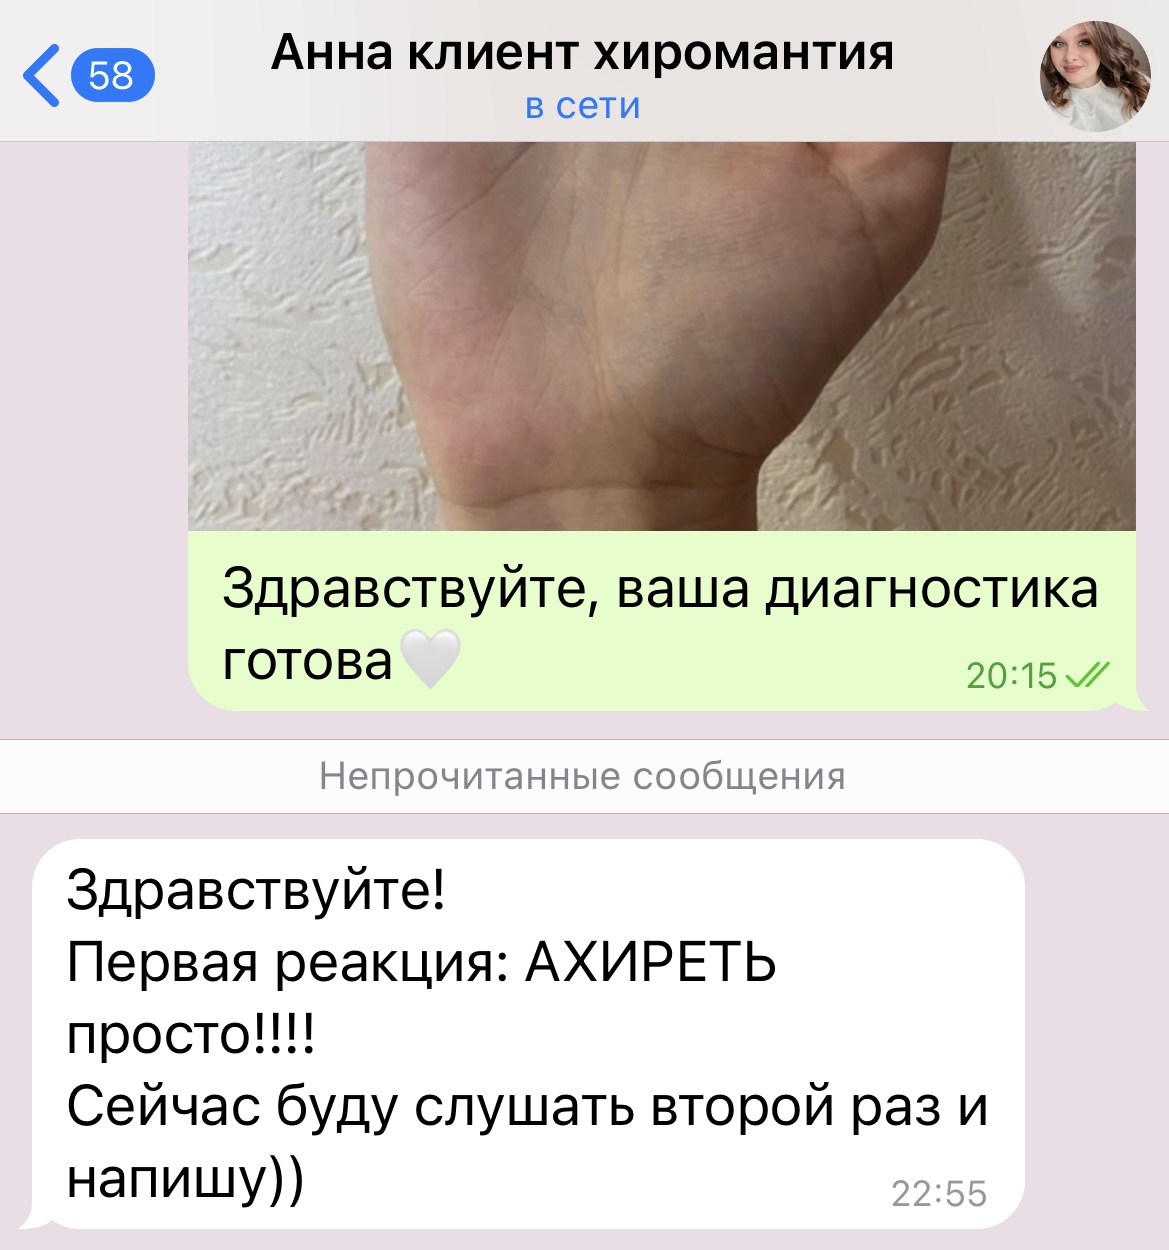 58
Анна клиент хиромантия
в сети
Здравствуйте, ваша диагностика
готова🤍
20:15
Непрочитанные сообщения
Здравствуйте!
Первая реакция: АХИРЕТЬ
просто!!!!
Сейчас буду слушать второй раз и
напишу))
22:55